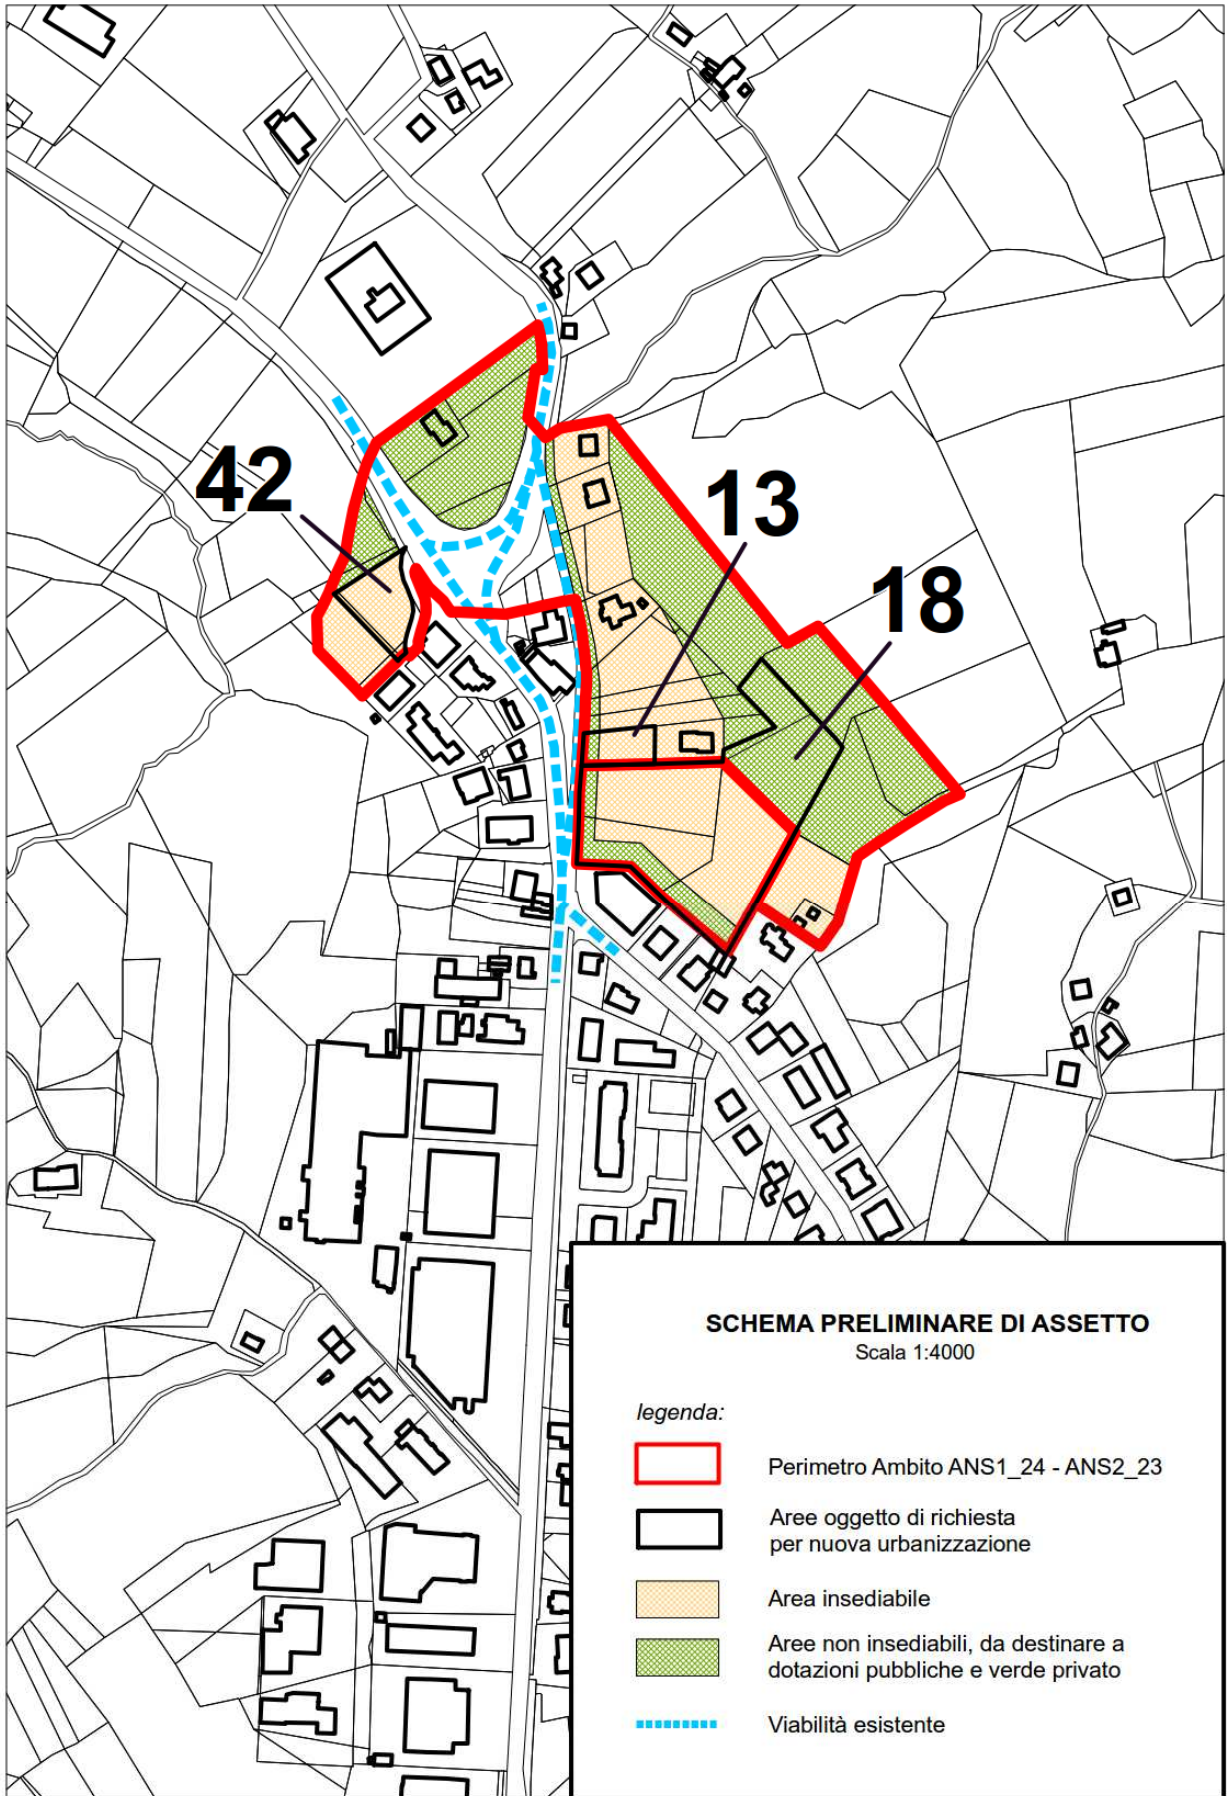 42
13
18
SCHEMA PRELIMINARE DI ASSETTO
Scala 1:4000
legenda:
Perimetro Ambito ANS1_24 - ANS2_23
Aree oggetto di richiesta
per nuova urbanizzazione
Area insediabile
Aree non insediabili, da destinare a
dotazioni pubbliche e verde privato
Viabilità esistente